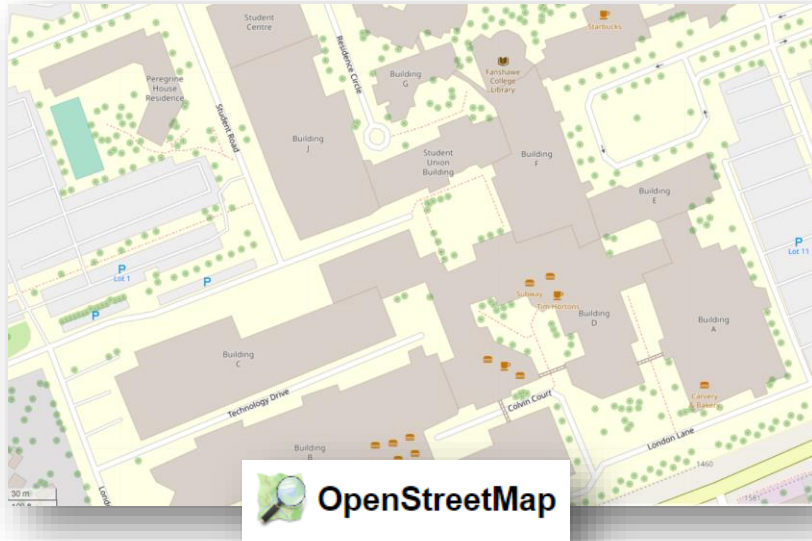 Student
Centre
Starbucks
Residence Circle
Peregrine
House
Residence
Building
G
Fanshawe
College
Library
Student Road
Building
J
Student
Union
Building
Building
F
Building
E
P
Lot 1
P
P
P
Lot 11
Subway
Tim Hortons
Building
D
Building
A
Building
C
Technology Drive
Colvin Court
Carvery
& Bakery
London Lane
Building
B
1460
1581
30 m
OpenStreetMap